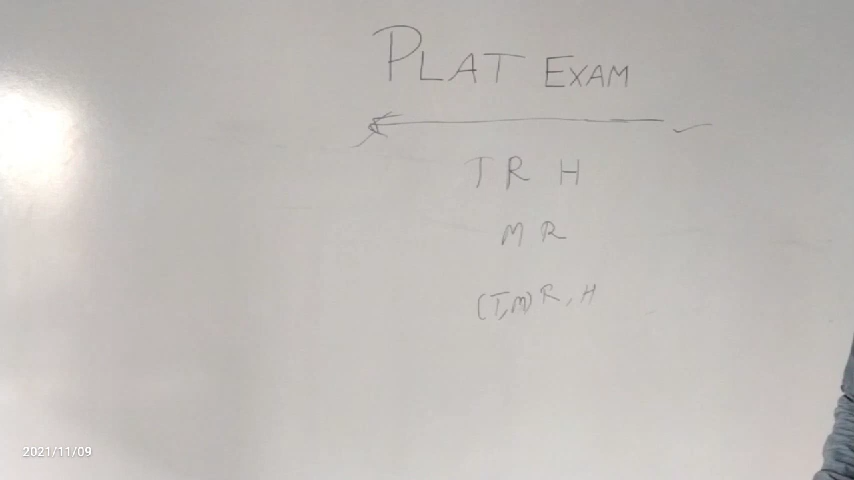 PLAT EXAM
T R H
M R
(T,M) R, H
2021/11/09